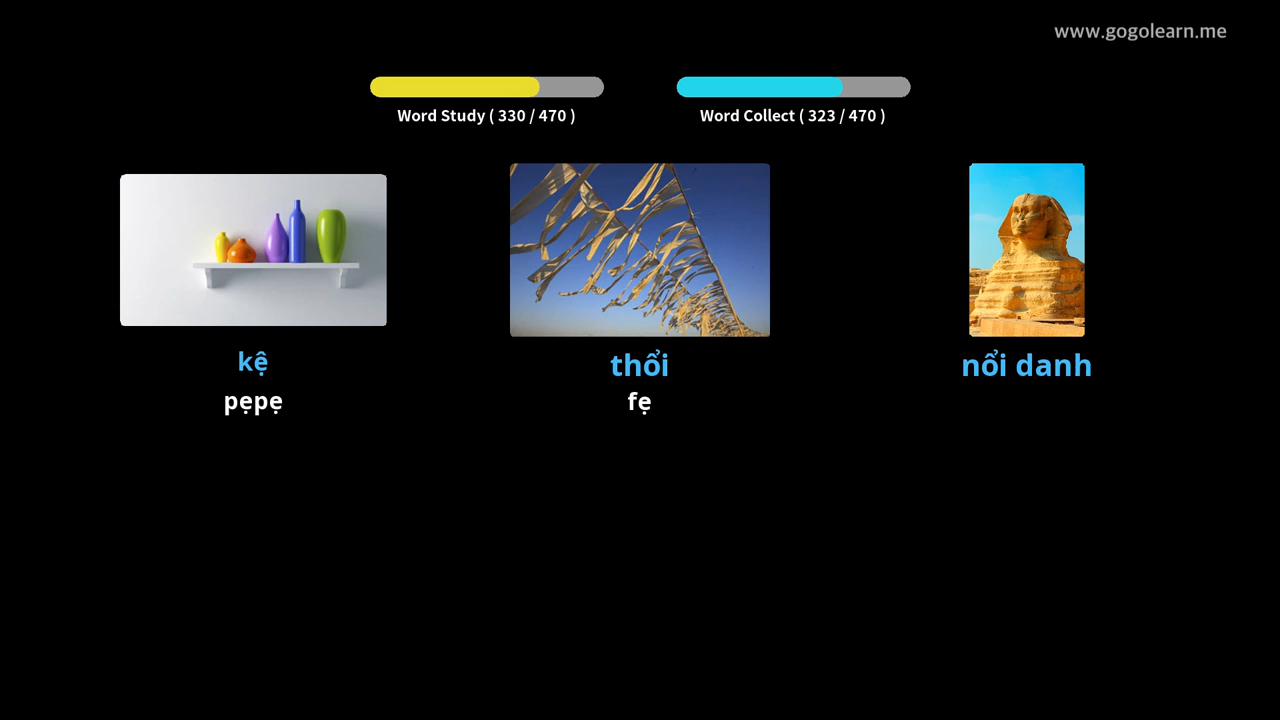 www.gogolearn.me
Word Study ( 330 / 470 )
Word Collect ( 323 / 470 )
kệ
thổi
nổi danh
pẹpẹ
fẹ